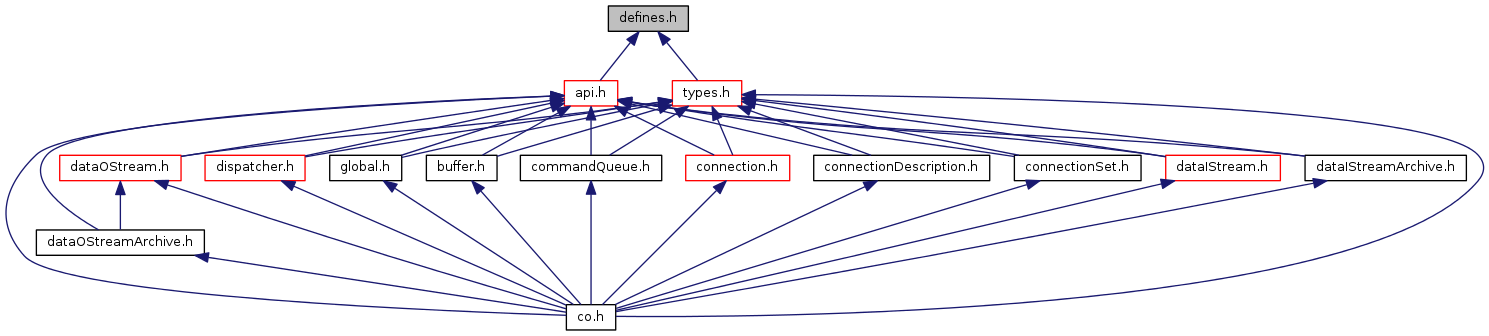 defines.h
api.h
types.h
dataOStream.h
dispatcher.h
global.h
buffer.h
commandQueue.h
connection.h
connectionDescription.h
connectionSet.h
dataIStream.h
dataIStreamArchive.h
dataOStreamArchive.h
co.h